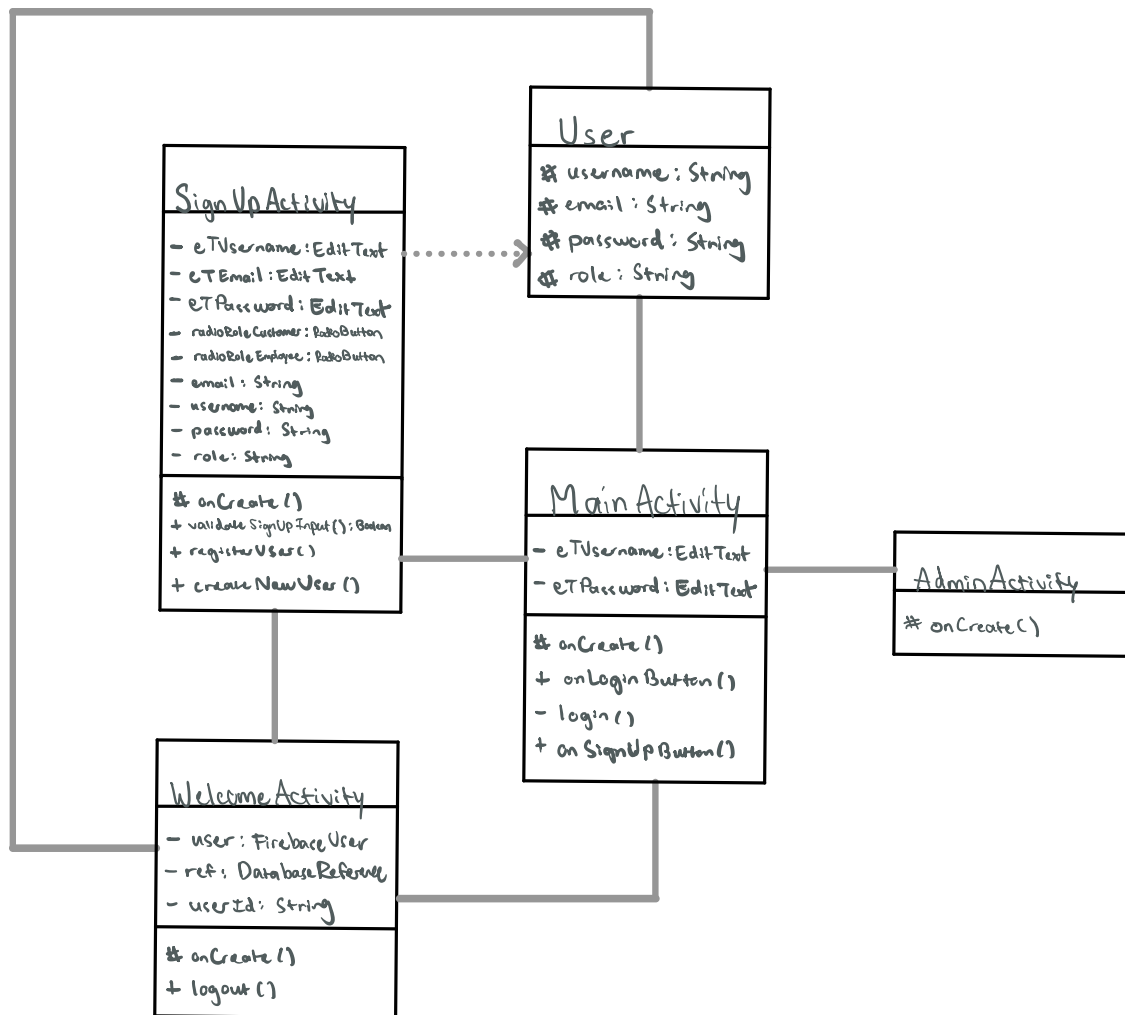 User
# username : String
# email : String
# password : String
# role : String
SignUpActivity
- eTUsername : EditText
- eTEmail : EditText
- eTPassword : EditText
- radioRoleCustomer : RadioButton
- radioRoleEmployee : RadioButton
- email : String
- username : String
- password : String
- role : String
# onCreate()
+ validateSignUpInput() : Boolean
+ registerUser()
+ createNewUser()
MainActivity
- eTUsername : EditText
- eTPassword : EditText
# onCreate()
+ onLoginButton()
- login()
+ onSignUpButton()
AdminActivity
# onCreate()
WelcomeActivity
- user : FirebaseUser
- ref : DatabaseReference
- userId : String
# onCreate()
+ logout()